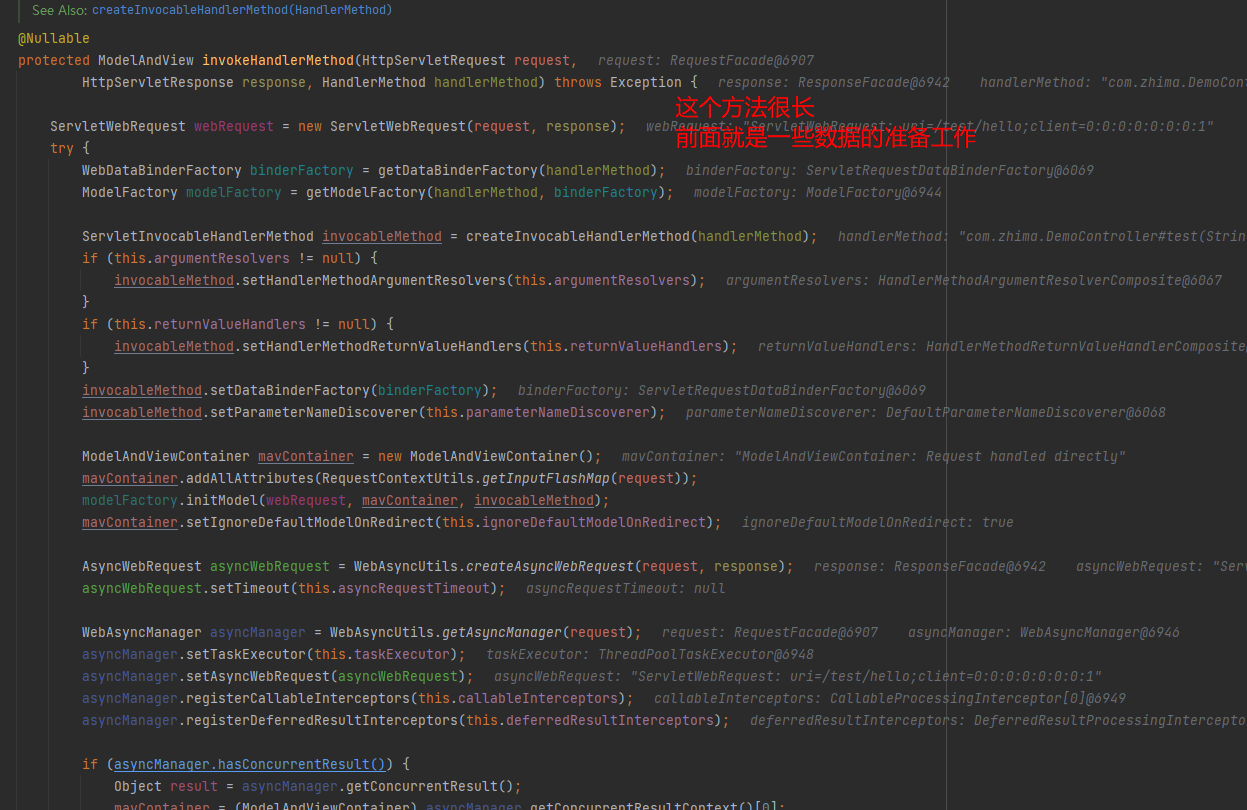 See Also: createInvocableHandlerMethod(HandlerMethod)
@Nullable
protected ModelAndView invokeHandlerMethod(HttpServletRequest request, request: RequestFacade@6907
HttpServletResponse response, HandlerMethod handlerMethod) throws Exception { response: ResponseFacade@6942 handlerMethod: "com.zhima.DemoCont
这个方法很长
ServletWebRequest webRequest = new ServletWebRequest(request, response); webRequest: "ServletWebRequest: uri=/test/hello;client=0:0:0:0:0:0:0:1"
前面就是一些数据的准备工作
try {
WebDataBinderFactory binderFactory = getDataBinderFactory(handlerMethod); binderFactory: ServletRequestDataBinderFactory@6069
ModelFactory modelFactory = getModelFactory(handlerMethod, binderFactory); modelFactory: ModelFactory@6944
ServletInvocableHandlerMethod invocableMethod = createInvocableHandlerMethod(handlerMethod); handlerMethod: "com.zhima.DemoController#test(Strin
if (this.argumentResolvers != null) {
invocableMethod.setHandlerMethodArgumentResolvers(this.argumentResolvers); argumentResolvers: HandlerMethodArgumentResolverComposite@6067
}
if (this.returnValueHandlers != null) {
invocableMethod.setHandlerMethodReturnValueHandlers(this.returnValueHandlers); returnValueHandlers: HandlerMethodReturnValueHandlerComposite
}
invocableMethod.setDataBinderFactory(binderFactory); binderFactory: ServletRequestDataBinderFactory@6069
invocableMethod.setParameterNameDiscoverer(this.parameterNameDiscoverer); parameterNameDiscoverer: DefaultParameterNameDiscoverer@6068
ModelAndViewContainer mavContainer = new ModelAndViewContainer(); mavContainer: "ModelAndViewContainer: Request handled directly"
mavContainer.addAllAttributes(RequestContextUtils.getInputFlashMap(request));
modelFactory.initModel(webRequest, mavContainer, invocableMethod);
mavContainer.setIgnoreDefaultModelOnRedirect(this.ignoreDefaultModelOnRedirect); ignoreDefaultModelOnRedirect: true
AsyncWebRequest asyncWebRequest = WebAsyncUtils.createAsyncWebRequest(request, response); response: ResponseFacade@6942 asyncWebRequest: "Serv
asyncWebRequest.setTimeout(this.asyncRequestTimeout); asyncRequestTimeout: null
WebAsyncManager asyncManager = WebAsyncUtils.getAsyncManager(request); request: RequestFacade@6907 asyncManager: WebAsyncManager@6946
asyncManager.setTaskExecutor(this.taskExecutor); taskExecutor: ThreadPoolTaskExecutor@6948
asyncManager.setAsyncWebRequest(asyncWebRequest); asyncWebRequest: "ServletWebRequest: uri=/test/hello;client=0:0:0:0:0:0:0:1"
asyncManager.registerCallableInterceptors(this.callableInterceptors); callableInterceptors: CallableProcessingInterceptor[0]@6949
asyncManager.registerDeferredResultInterceptors(this.deferredResultInterceptors); deferredResultInterceptors: DeferredResultProcessingIntercepto
if (asyncManager.hasConcurrentResult()) {
Object result = asyncManager.getConcurrentResult();
mavContainer = (ModelAndViewContainer) asyncManager.getConcurrentResultContext()[0];